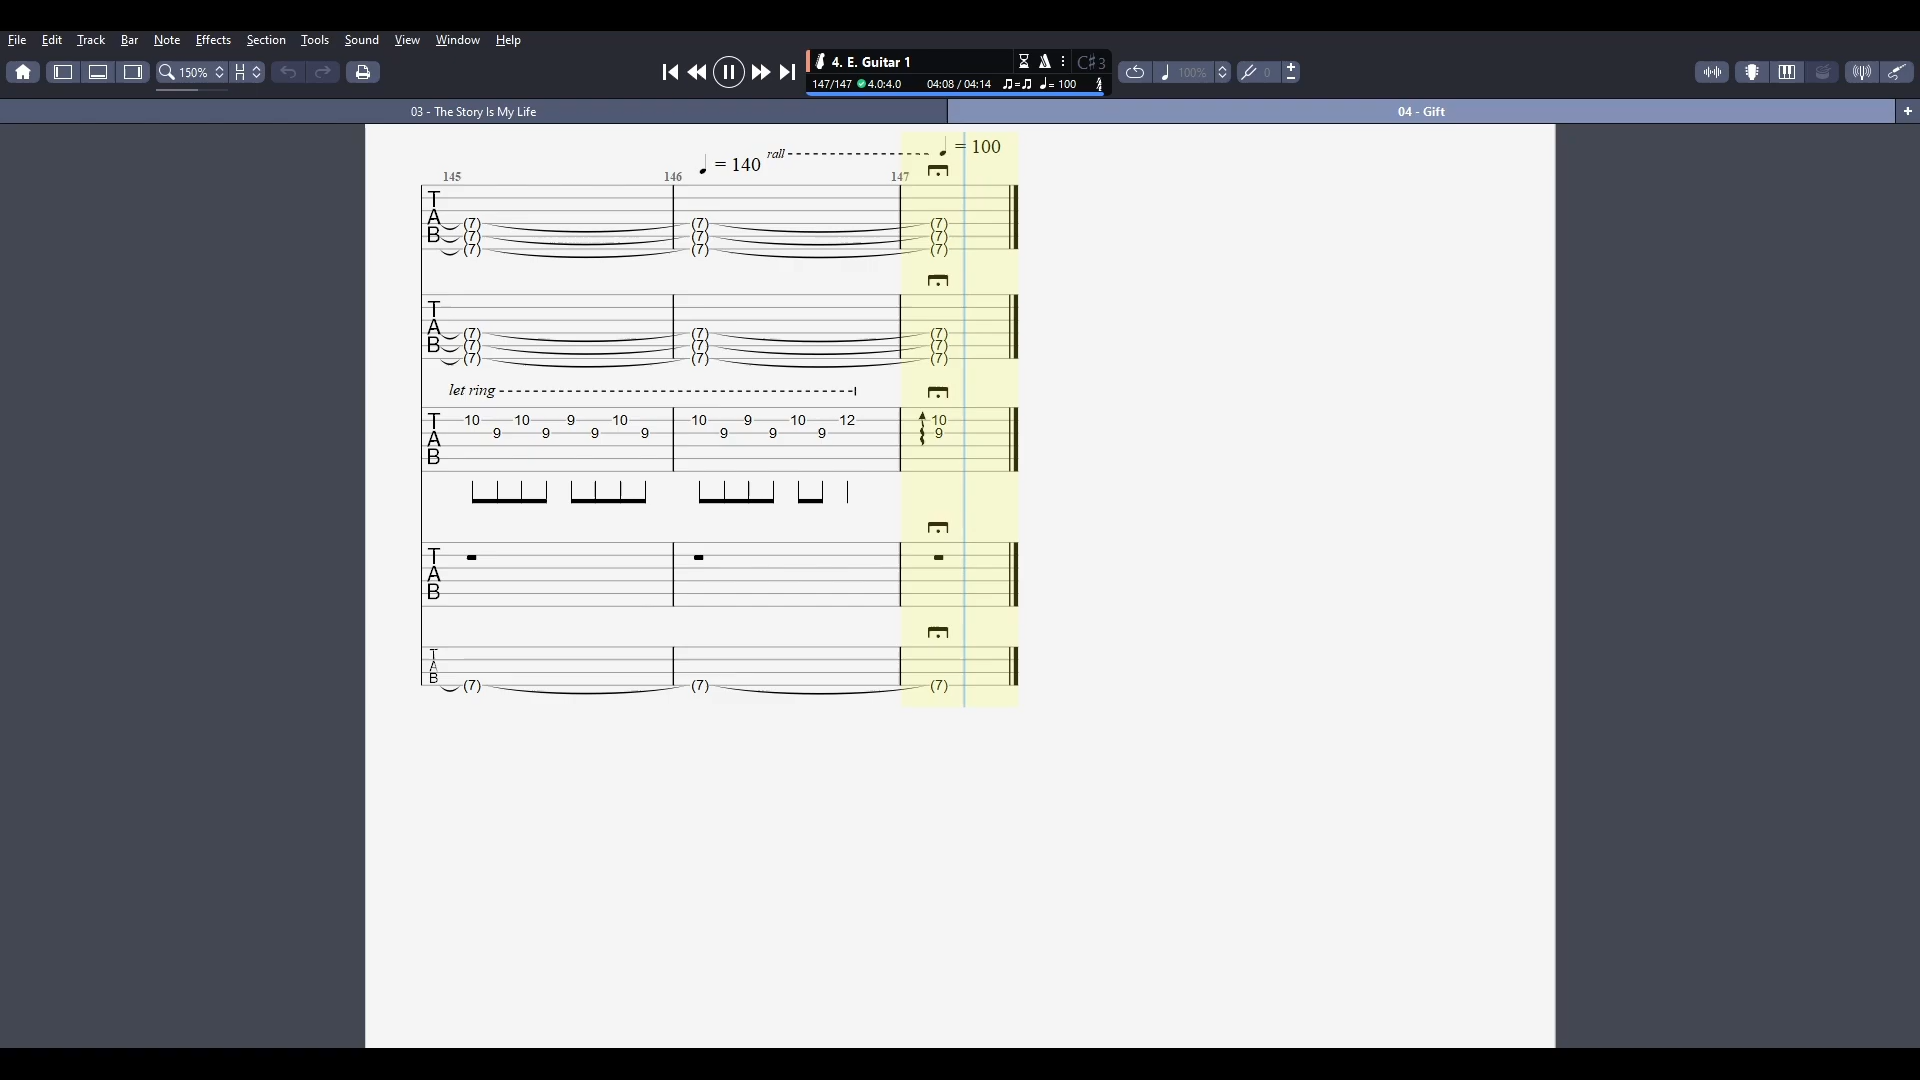 File Edit Track Bar Note Effects Section Tools Sound View Window Help
150% 4. E. Guitar 1 C#3 100% 0
147/147 4.0:4.0 04:08 / 04:14 ♫=♫ ♩= 100
03 - The Story Is My Life 04 - Gift +
♩ = 140 rall ♩ = 100
145 146 147
T
A
B
(7) (7) (7)
(7) (7) (7)
(7) (7) (7)
T
A
B
(7) (7) (7)
(7) (7) (7)
(7) (7) (7)
let ring
T
A
B
10 10 9 10 10 9 10 12 10
9 9 9 9 9 9 9 9
T
A
B
T
A
B
(7) (7) (7)